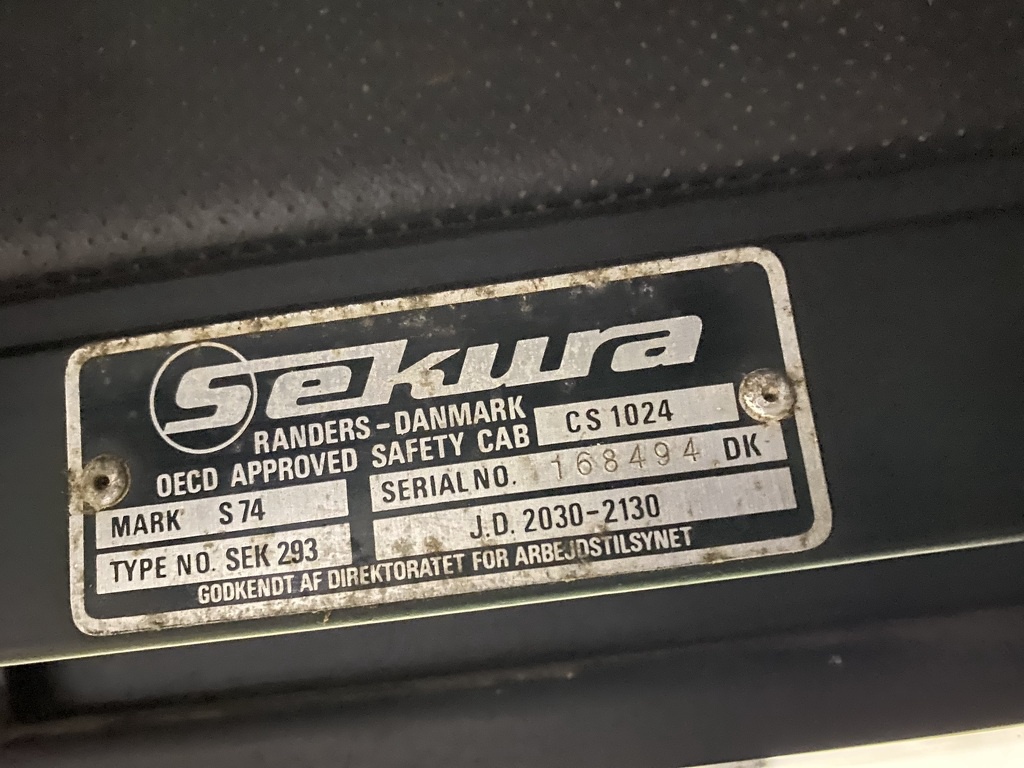 Sekura
RANDERS-DANMARK
OECD APPROVED SAFETY CAB CS 1024
MARK S74
SERIAL NO. 168494 DK
TYPE NO. SEK 293
J.D. 2030-2130
GODKENDT AF DIREKTORATET FOR ARBEJDSTILSYNET